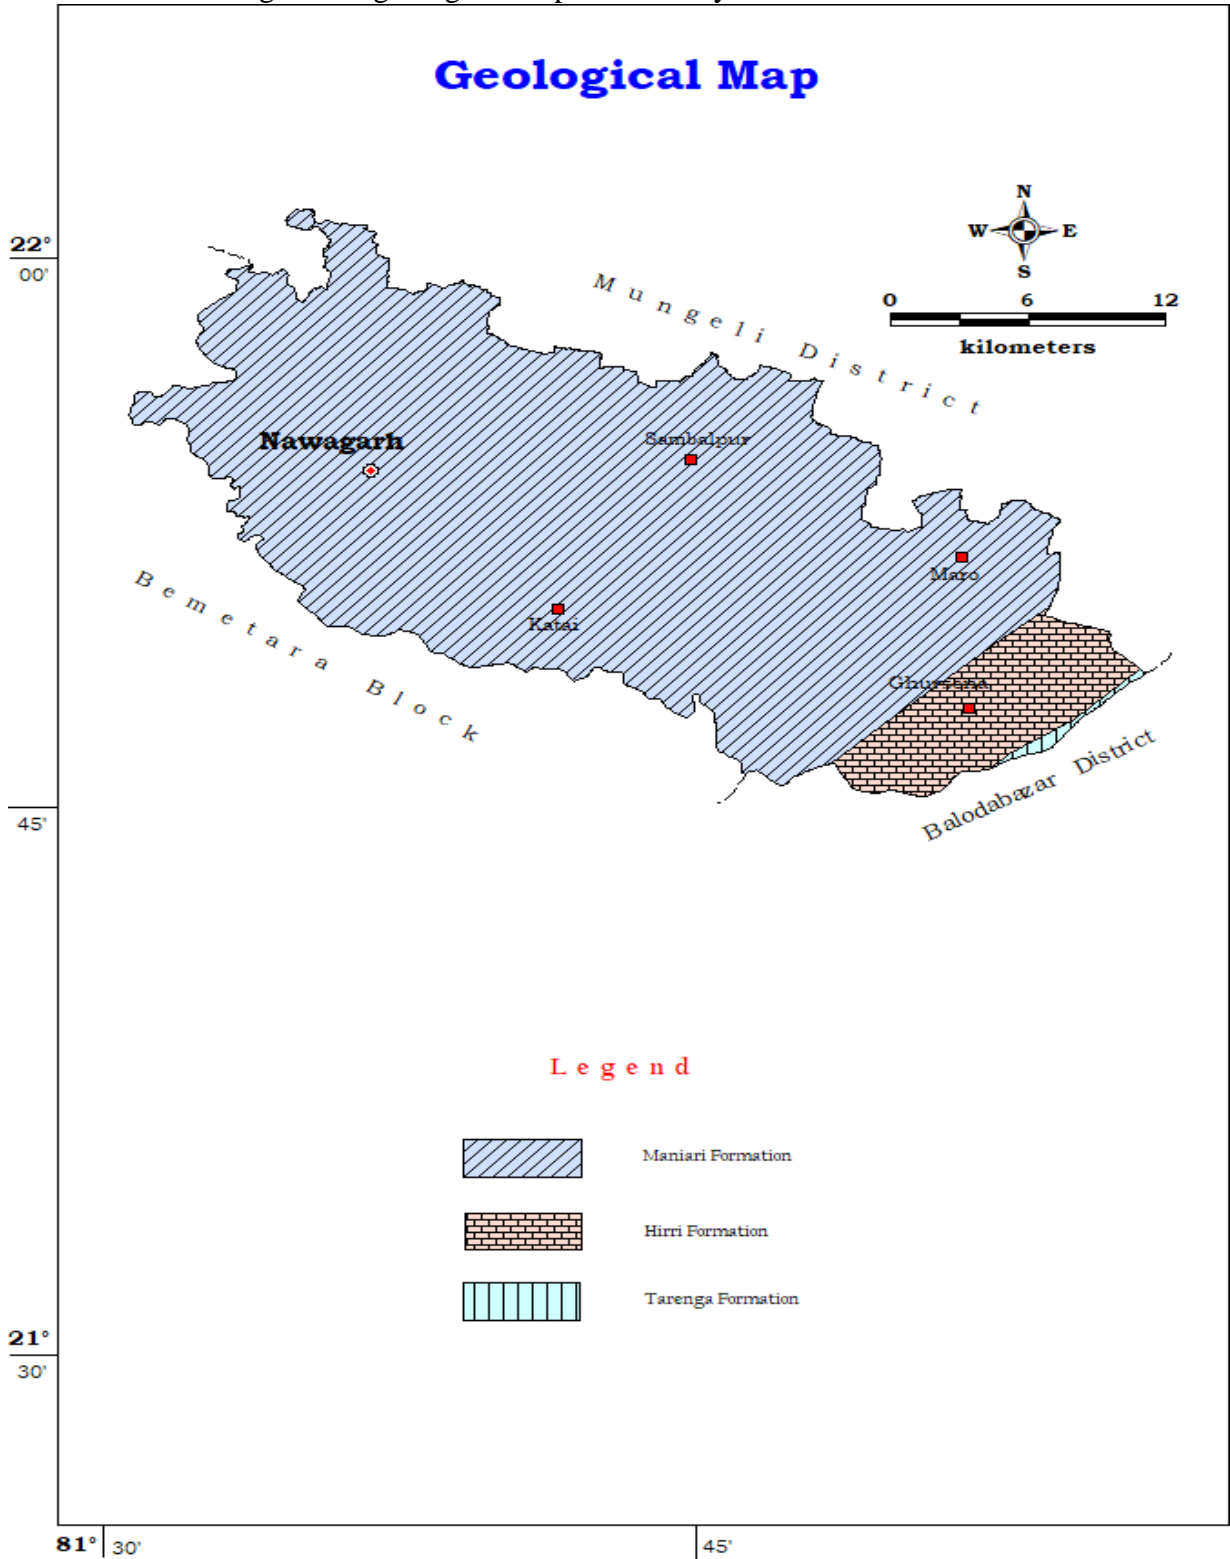 Geological Map
N
W E
S
22°
00'
0 6 12
kilometers
Mungeli District
Nawagarh
Sambalpur
Maro
Bemetara Block
Katai
Balodabazar District
45'
Legend
Maniari Formation
Hirri Formation
Tarenga Formation
21°
30'
81° 30' 45'